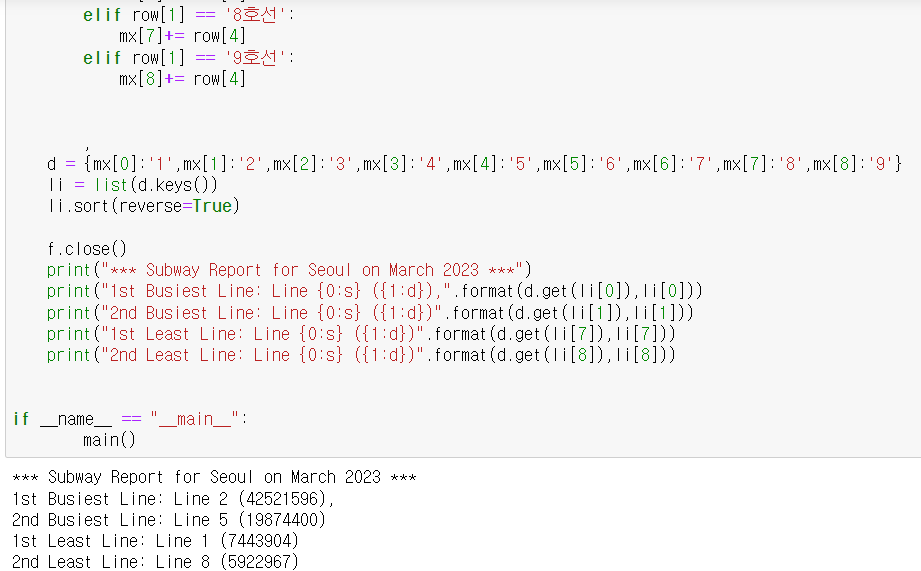 elif row[1] == '8호선':
mx[7]+= row[4]
elif row[1] == '9호선':
mx[8]+= row[4]
,
d = {mx[0]:'1',mx[1]:'2',mx[2]:'3',mx[3]:'4',mx[4]:'5',mx[5]:'6',mx[6]:'7',mx[7]:'8',mx[8]:'9'}
li = list(d.keys())
li.sort(reverse=True)
f.close()
print("*** Subway Report for Seoul on March 2023 ***")
print("1st Busiest Line: Line {0:s} ({1:d}),".format(d.get(li[0]),li[0]))
print("2nd Busiest Line: Line {0:s} ({1:d})".format(d.get(li[1]),li[1]))
print("1st Least Line: Line {0:s} ({1:d})".format(d.get(li[7]),li[7]))
print("2nd Least Line: Line {0:s} ({1:d})".format(d.get(li[8]),li[8]))
if __name__ == "__main__":
main()
*** Subway Report for Seoul on March 2023 ***
1st Busiest Line: Line 2 (42521596),
2nd Busiest Line: Line 5 (19874400)
1st Least Line: Line 1 (7443904)
2nd Least Line: Line 8 (5922967)